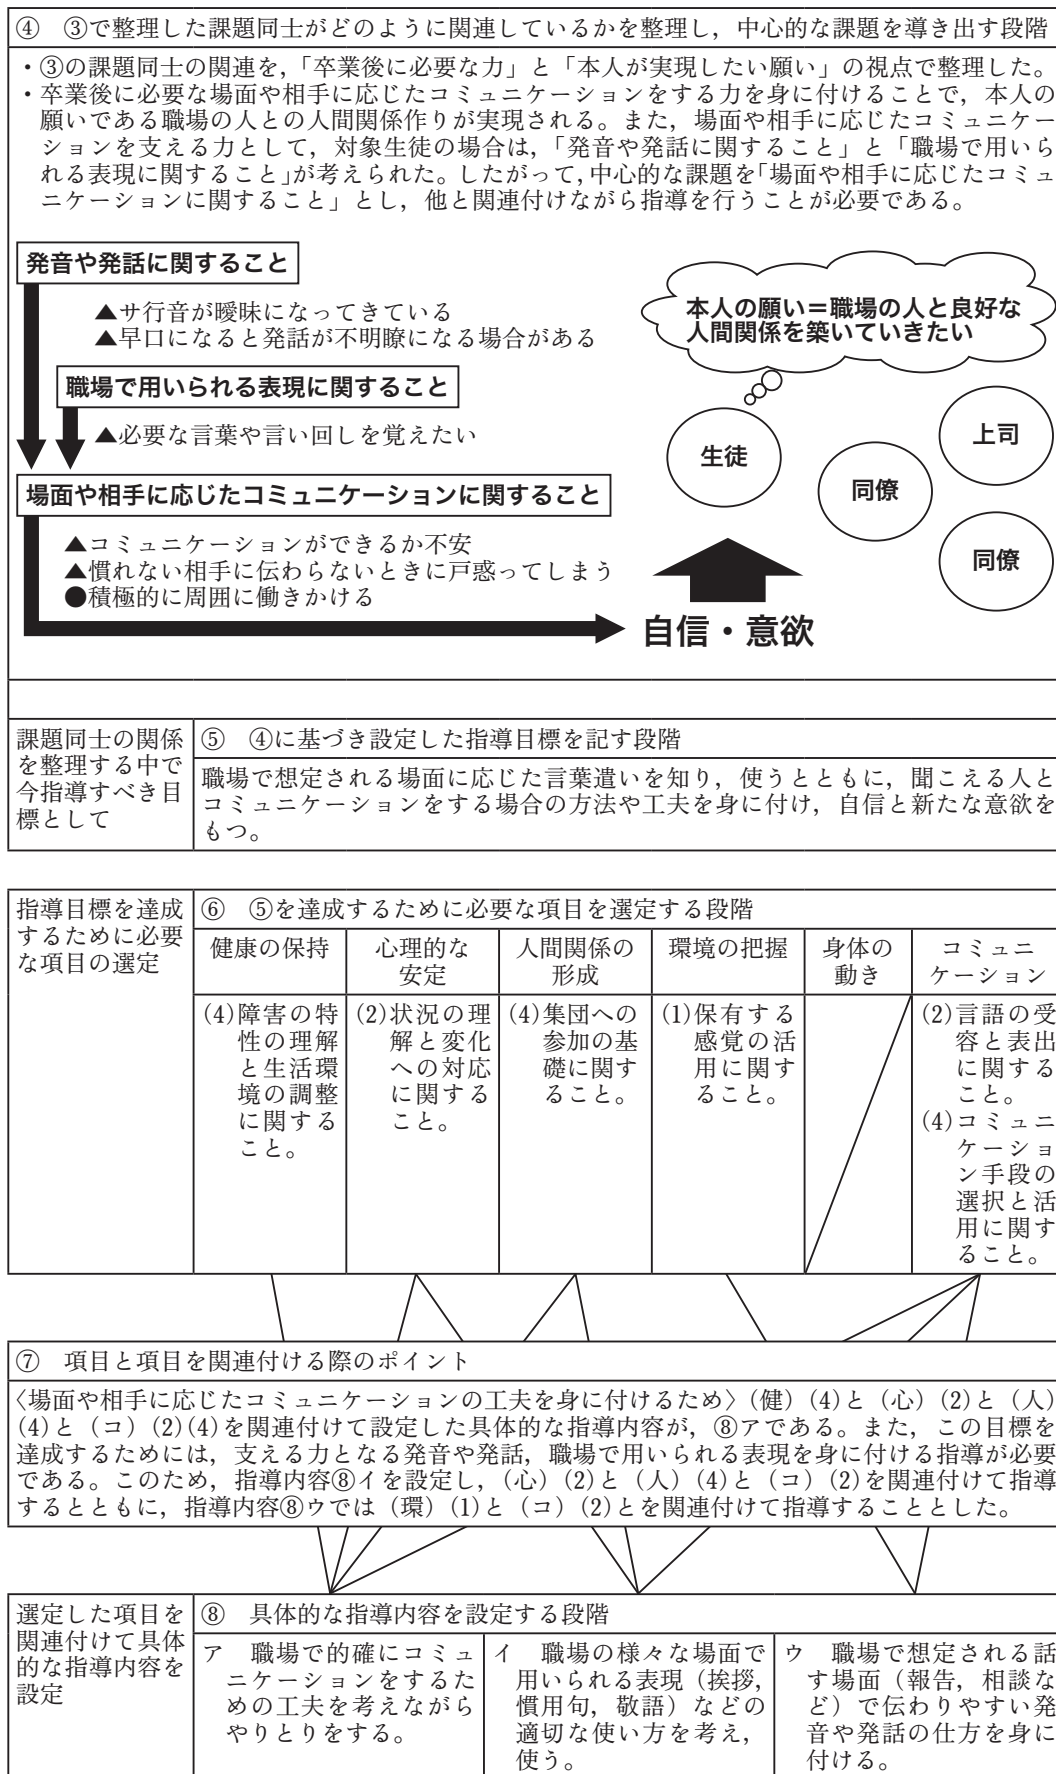 ④　③で整理した課題同士がどのように関連しているかを整理し，中心的な課題を導き出す段階
・③の課題同士の関連を，「卒業後に必要な力」と「本人が実現したい願い」の視点で整理した。
・卒業後に必要な場面や相手に応じたコミュニケーションをする力を身に付けることで，本人の
願いである職場の人との人間関係作りが実現される。また，場面や相手に応じたコミュニケー
ションを支える力として，対象生徒の場合は，「発音や発話に関すること」と「職場で用いら
れる表現に関すること」が考えられた。したがって，中心的な課題を「場面や相手に応じたコミュ
ニケーションに関すること」とし，他と関連付けながら指導を行うことが必要である。
発音や発話に関すること
▲サ行音が曖昧になってきている
▲早口になると発話が不明瞭になる場合がある
職場で用いられる表現に関すること
▲必要な言葉や言い回しを覚えたい
場面や相手に応じたコミュニケーションに関すること
▲コミュニケーションができるか不安
▲慣れない相手に伝わらないときに戸惑ってしまう
●積極的に周囲に働きかける
本人の願い＝職場の人と良好な
人間関係を築いていきたい
生徒
同僚
上司
同僚
自信・意欲
課題同士の関係
を整理する中で
今指導すべき目
標として
⑤　④に基づき設定した指導目標を記す段階
職場で想定される場面に応じた言葉遣いを知り，使うとともに，聞こえる人と
コミュニケーションをする場合の方法や工夫を身に付け，自信と新たな意欲を
もつ。
指導目標を達成
するために必要
な項目の選定
⑥　⑤を達成するために必要な項目を選定する段階
健康の保持
心理的な
安定
人間関係の
形成
環境の把握
身体の
動き
コミュニ
ケーション
(4)障害の特
性の理解
と生活環
境の調整
に関する
こと。
(2)状況の理
解と変化
への対応
に関する
こと。
(4)集団への
参加の基
礎に関す
ること。
(1)保有する
感覚の活
用に関す
ること。
(2)言語の受
容と表出
に関する
こと。
(4)コミュニ
ケーショ
ン手段の
選択と活
用に関す
ること。
⑦　項目と項目を関連付ける際のポイント
〈場面や相手に応じたコミュニケーションの工夫を身に付けるため〉（健）(4)と（心）(2)と（人）
(4)と（コ）(2)(4)を関連付けて設定した具体的な指導内容が，⑧アである。また，この目標を
達成するためには，支える力となる発音や発話，職場で用いられる表現を身に付ける指導が必要
である。このため，指導内容⑧イを設定し，（心）(2)と（人）(4)と（コ）(2)を関連付けて指導
するとともに，指導内容⑧ウでは（環）(1)と（コ）(2)とを関連付けて指導することとした。
選定した項目を
関連付けて具体
的な指導内容を
設定
⑧　具体的な指導内容を設定する段階
ア　職場で的確にコミュ
ニケーションをするた
めの工夫を考えながら
やりとりをする。
イ　職場の様々な場面で
用いられる表現（挨拶，
慣用句，敬語）などの
適切な使い方を考え，
使う。
ウ　職場で想定される話
す場面（報告，相談な
ど）で伝わりやすい発
音や発話の仕方を身に
付ける。